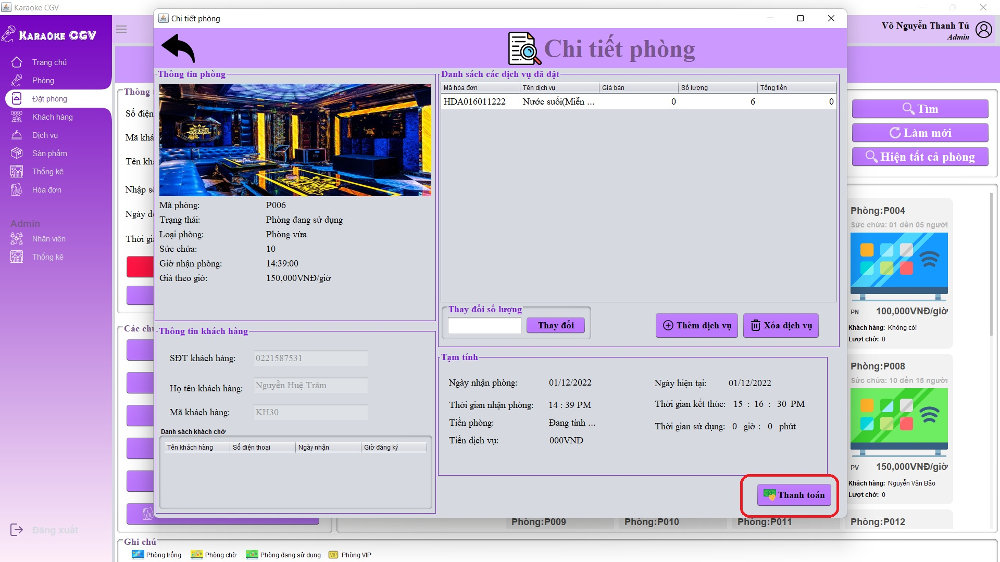 Karaoke CGV
Chi tiết phòng
KARAOKE CGV
Trang chủ
Phòng
Đặt phòng
Khách hàng
Dịch vụ
Sản phẩm
Thống kê
Hóa đơn
Admin
Nhân viên
Thống kê
Đăng xuất
Võ Nguyễn Thanh Tú
Admin
Chi tiết phòng
Thông
Số điện
Mã khá
Tên khá
Nhập số
Ngày đ
Thời gi
Các ch
Thông tin phòng
Mã phòng: P006
Trạng thái: Phòng đang sử dụng
Loại phòng: Phòng vừa
Sức chứa: 10
Giờ nhận phòng: 14:39:00
Giá theo giờ: 150,000VNĐ/giờ
Thông tin khách hàng
SĐT khách hàng: 0221587531
Họ tên khách hàng: Nguyễn Huệ Trâm
Mã khách hàng: KH30
Danh sách khách chờ
Tên khách hàng Số điện thoại Ngày nhận Giờ đăng ký
Danh sách các dịch vụ đã đặt
Mã hóa đơn Tên dịch vụ Giá bán Số lượng Tổng tiền
HDA016011222 Nước suối(Miễn ... 0 6 0
Thay đổi số lượng
Thay đổi
Thêm dịch vụ
Xóa dịch vụ
Tạm tính
Ngày nhận phòng: 01/12/2022 Ngày hiện tại: 01/12/2022
Thời gian nhận phòng: 14 : 39 PM Thời gian kết thúc: 15 : 16 : 30 PM
Tiền phòng: Đang tính ... Thời gian sử dụng: 0 giờ : 0 phút
Tiền dịch vụ: 000VNĐ
Thanh toán
Tìm
Làm mới
Hiện tất cả phòng
Phòng:P004
Sức chứa: 01 dến 05 người
PN 100,000VNĐ/giờ
Khách hàng: Không có!
Lượt chờ: 0
Phòng:P008
Sức chứa: 10 dến 15 người
PV 150,000VNĐ/giờ
Khách hàng: Nguyễn Văn Bảo
Lượt chờ: 0
Phòng:P009 Phòng:P010 Phòng:P011 Phòng:P012
Ghi chú
Phòng trống Phòng chờ Phòng đang sử dụng VIP Phòng VIP